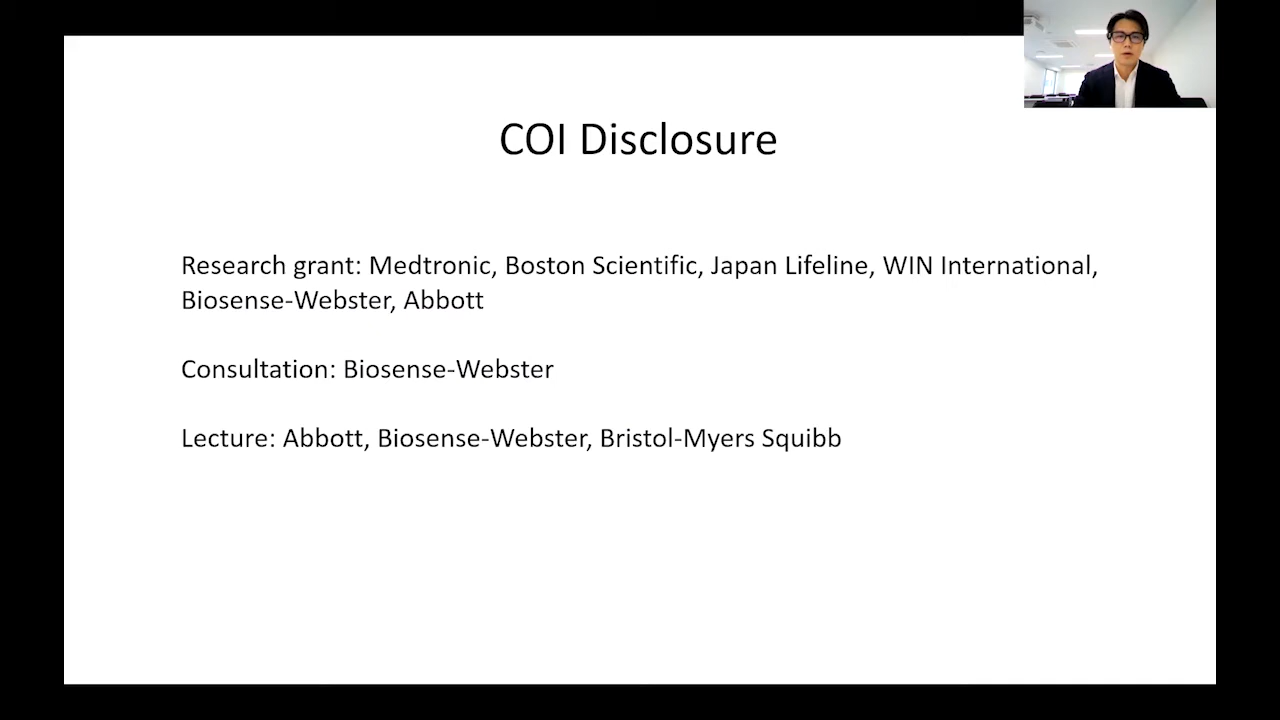 COI Disclosure
Research grant: Medtronic, Boston Scientific, Japan Lifeline, WIN International,
Biosense-Webster, Abbott
Consultation: Biosense-Webster
Lecture: Abbott, Biosense-Webster, Bristol-Myers Squibb